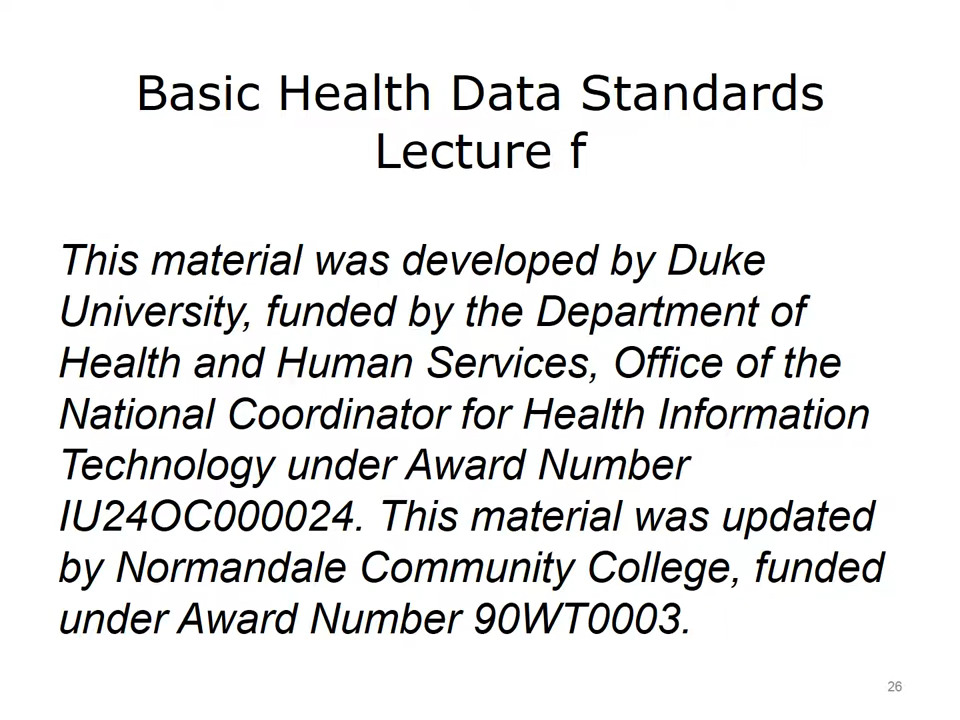 Basic Health Data Standards
Lecture f
This material was developed by Duke
University, funded by the Department of
Health and Human Services, Office of the
National Coordinator for Health Information
Technology under Award Number
IU24OC000024. This material was updated
by Normandale Community College, funded
under Award Number 90WT0003.
26